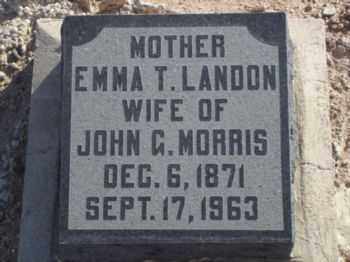 MOTHER
EMMA T. LANDON
WIFE OF
JOHN G. MORRIS
DEC. 6, 1871
SEPT. 17, 1963